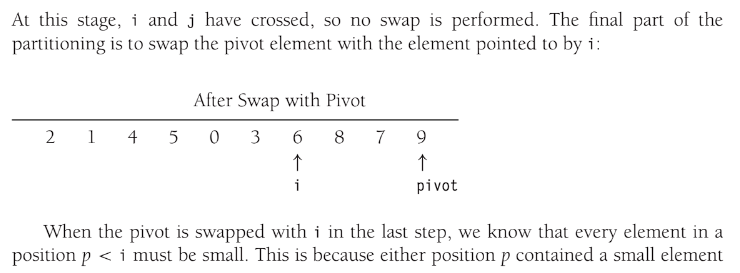 At this stage, i and j have crossed, so no swap is performed. The final part of the
partitioning is to swap the pivot element with the element pointed to by i:
After Swap with Pivot
2 1 4 5 0 3 6 8 7 9
↑ ↑
i pivot
When the pivot is swapped with i in the last step, we know that every element in a
position p < i must be small. This is because either position p contained a small element